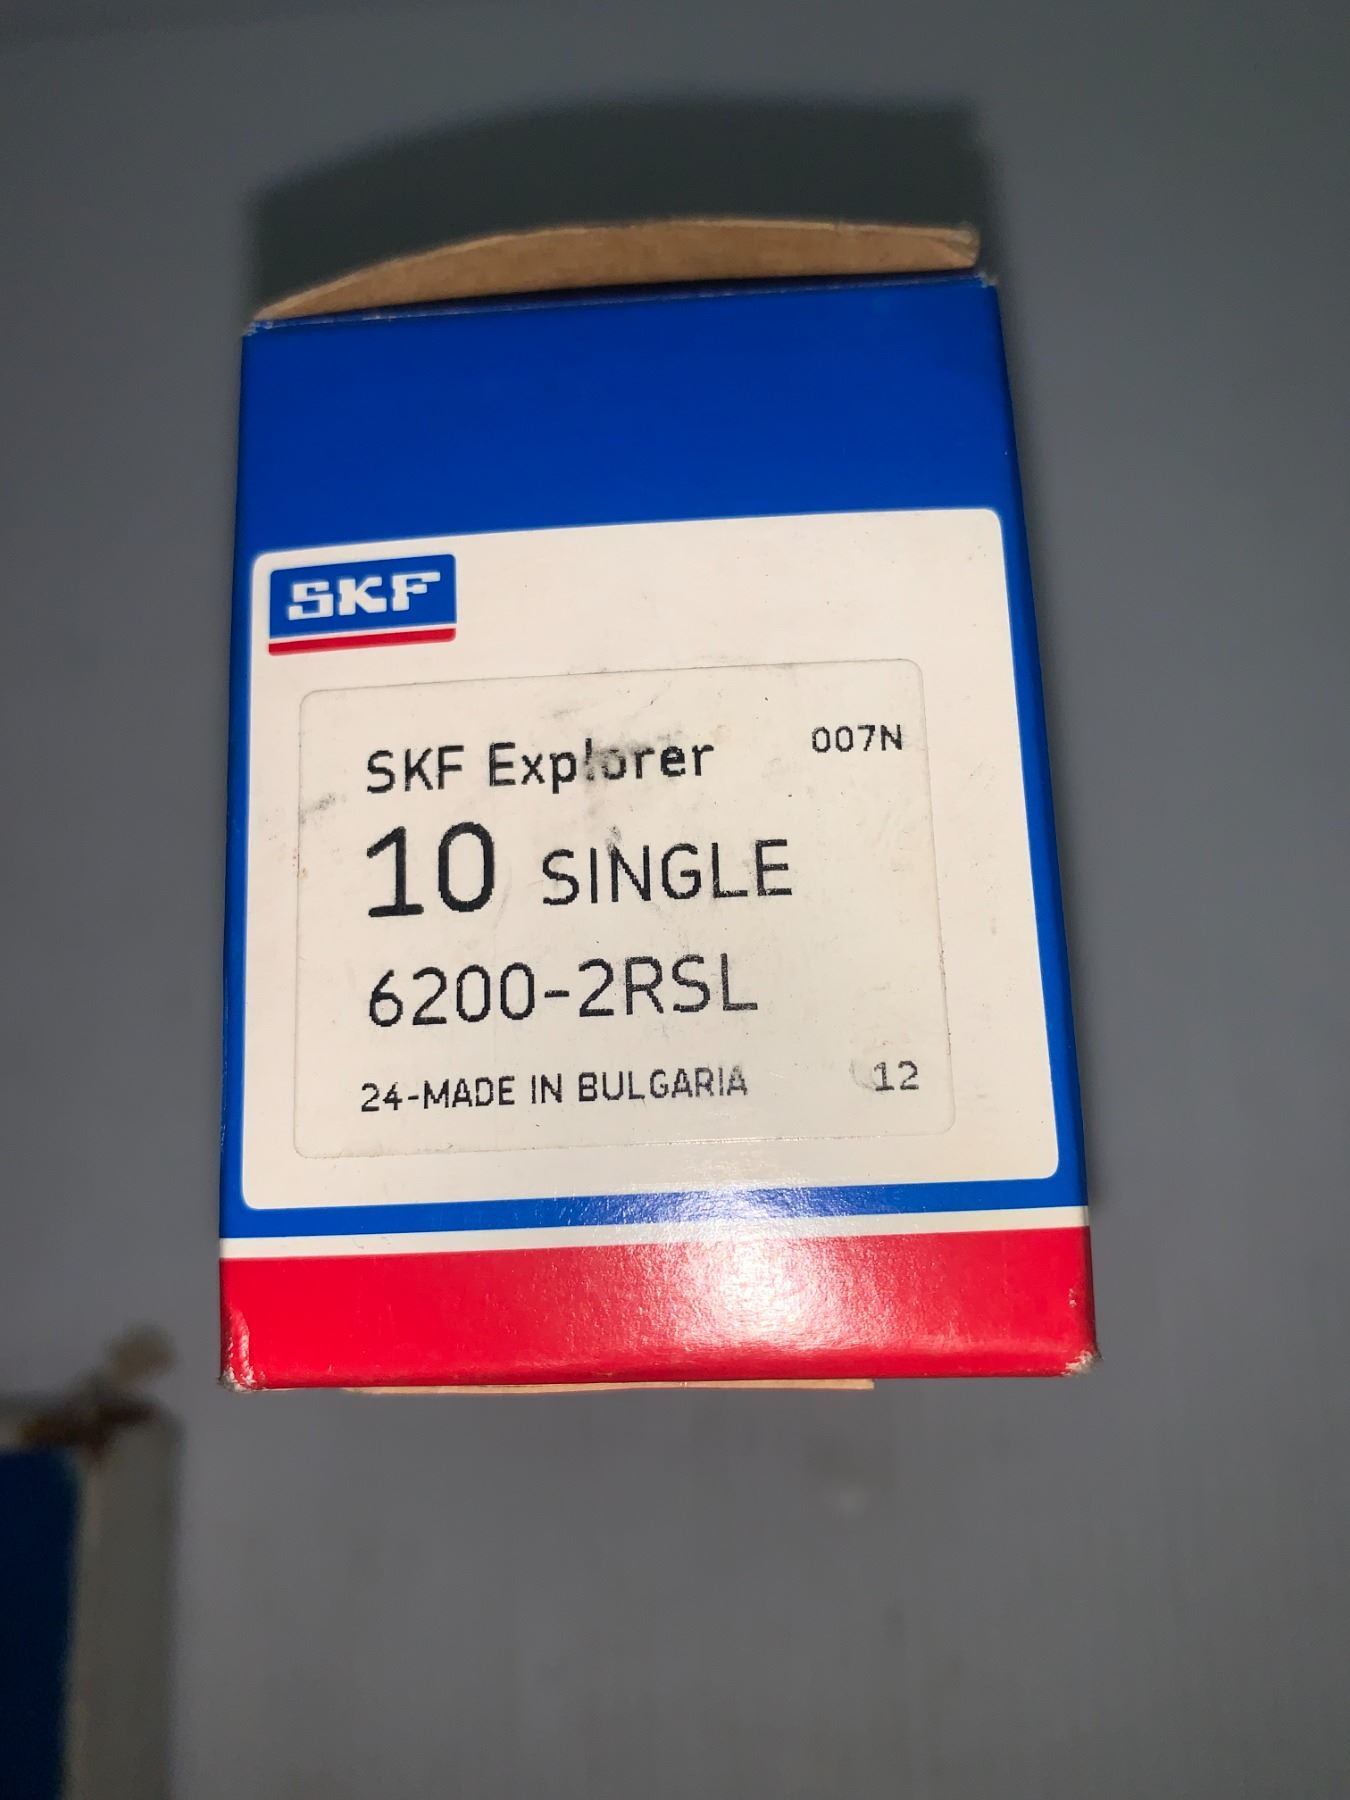 SKF
SKF Explorer 007N
10 SINGLE
6200-2RSL
24-MADE IN BULGARIA 12